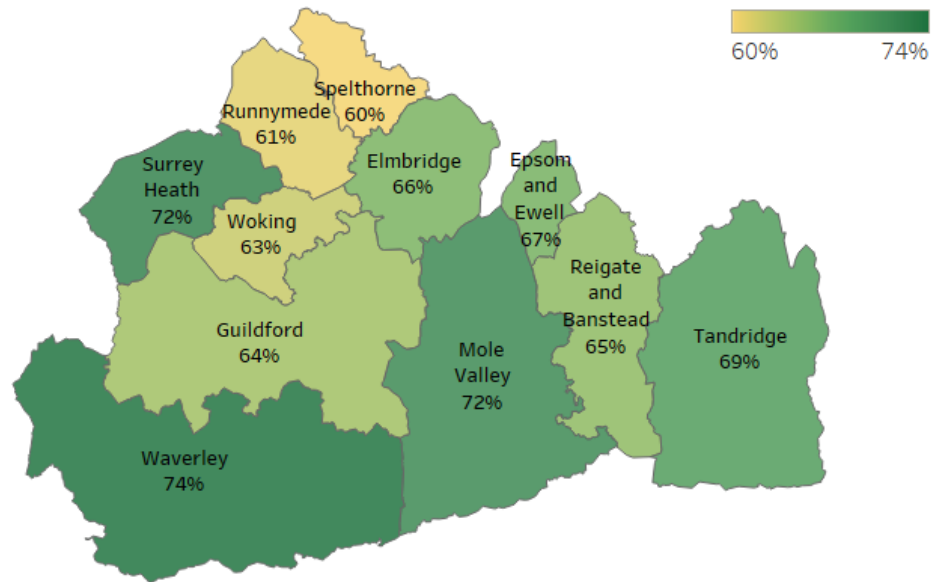 60%
74%
Spelthorne
60%
Runnymede
61%
Elmbridge
66%
Epsom
and
Ewell
67%
Surrey
Heath
72%
Woking
63%
Reigate
and
Banstead
65%
Guildford
64%
Mole
Valley
72%
Tandridge
69%
Waverley
74%